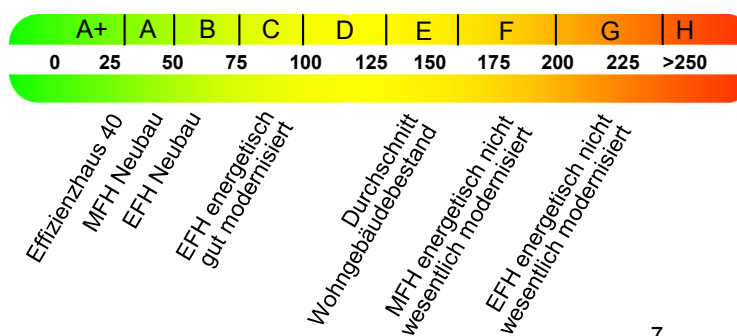 A+ A B C D E F G H
0 25 50 75 100 125 150 175 200 225 >250
Effizienzhaus 40
MFH Neubau
EFH Neubau
EFH energetisch
gut modernisiert
Durchschnitt
Wohngebäudebestand
MFH energetisch nicht
wesentlich modernisiert
EFH energetisch nicht
wesentlich modernisiert
7